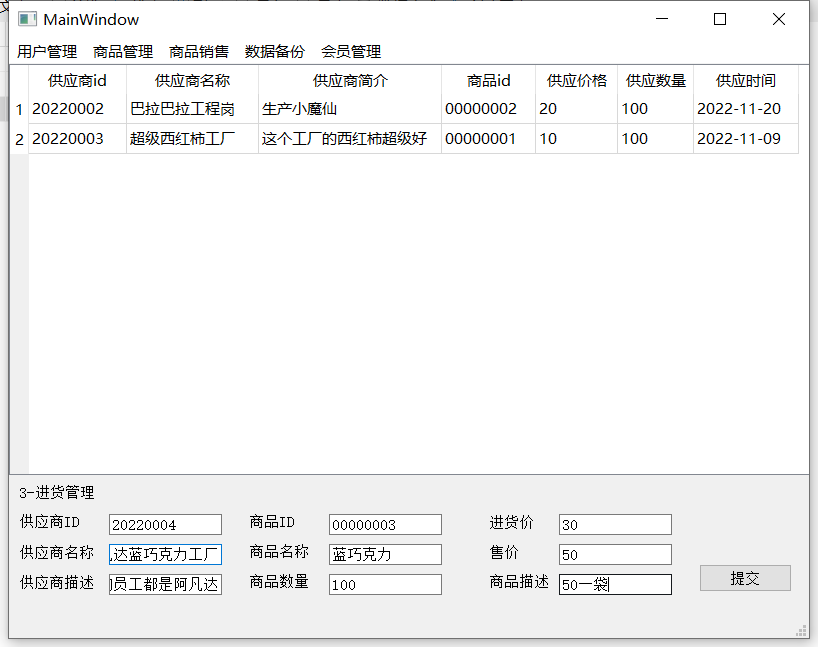 MainWindow
用户管理 商品管理 商品销售 数据备份 会员管理
供应商id 供应商名称 供应商简介 商品id 供应价格 供应数量 供应时间
1 20220002 巴拉巴拉工程岗 生产小魔仙 00000002 20 100 2022-11-20
2 20220003 超级西红柿工厂 这个工厂的西红柿超级好 00000001 10 100 2022-11-09
3-进货管理
供应商ID 20220004 商品ID 00000003 进货价 30
供应商名称 达蓝巧克力工厂 商品名称 蓝巧克力 售价 50
供应商描述 员工都是阿凡达 商品数量 100 商品描述 50一袋
提交